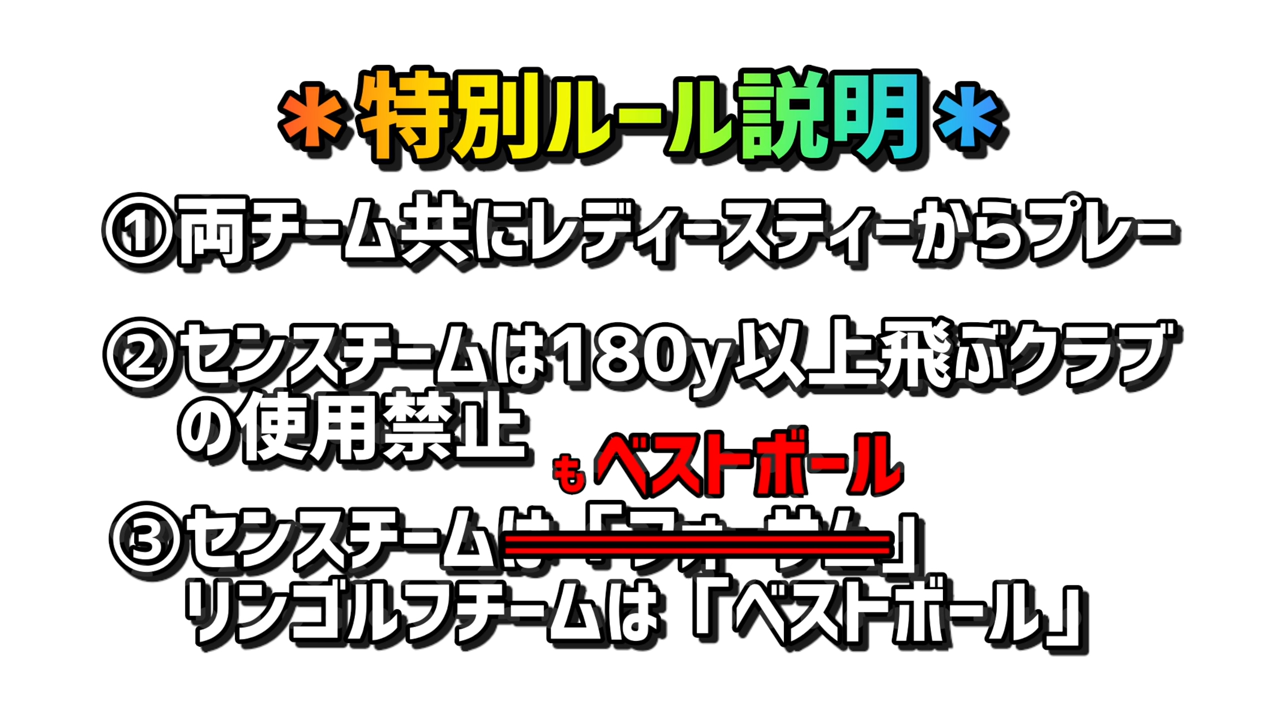 ＊特別ルール説明＊
①両チーム共にレディースティーからプレー
②センスチームは180y以上飛ぶクラブ
の使用禁止
もベストボール
③センスチームは「フォーサム」
リンゴルフチームは「ベストボール」